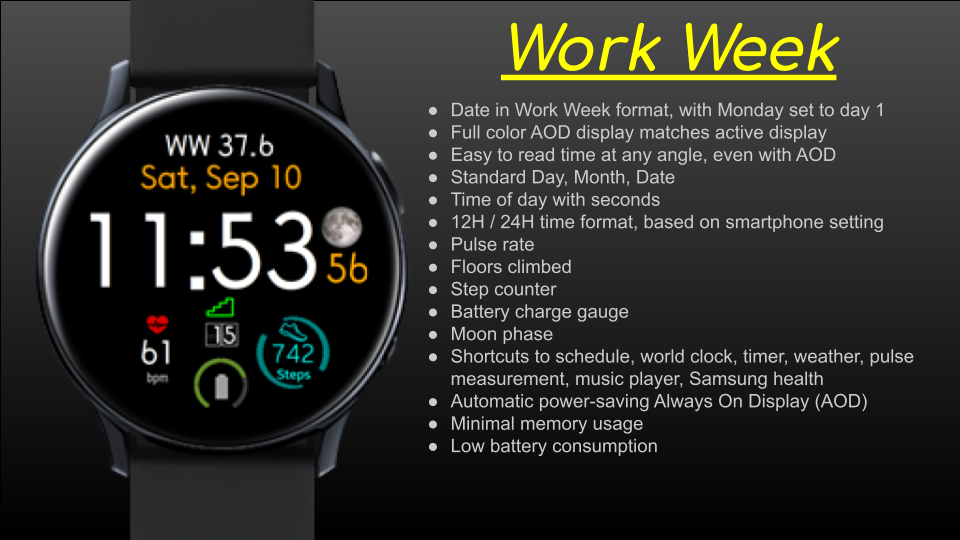 Work Week
WW 37.6
Sat, Sep 10
11:53
56
61
bpm
15
742
Steps
● Date in Work Week format, with Monday set to day 1
● Full color AOD display matches active display
● Easy to read time at any angle, even with AOD
● Standard Day, Month, Date
● Time of day with seconds
● 12H / 24H time format, based on smartphone setting
● Pulse rate
● Floors climbed
● Step counter
● Battery charge gauge
● Moon phase
● Shortcuts to schedule, world clock, timer, weather, pulse
measurement, music player, Samsung health
● Automatic power-saving Always On Display (AOD)
● Minimal memory usage
● Low battery consumption